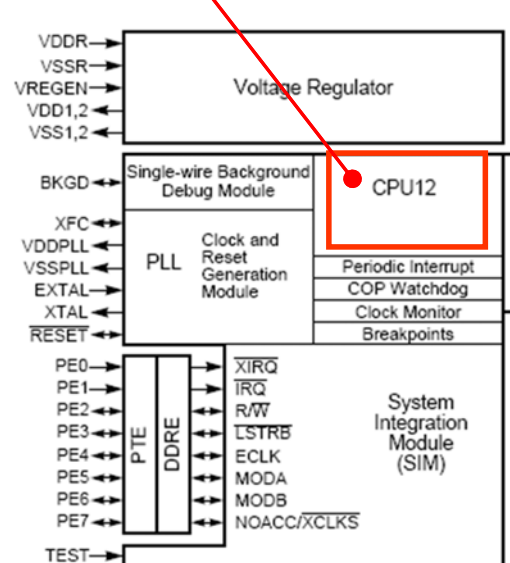 VDDR
VSSR
VREGEN
VDD1,2
VSS1,2
Voltage Regulator
BKGD
Single-wire Background
Debug Module
CPU12
XFC
VDDPLL
VSSPLL
EXTAL
XTAL
RESET
PLL
Clock and
Reset
Generation
Module
Periodic Interrupt
COP Watchdog
Clock Monitor
Breakpoints
PE0
PE1
PE2
PE3
PE4
PE5
PE6
PE7
PTE
DDRE
XIRQ
IRQ
R/W
LSTRB
ECLK
MODA
MODB
NOACC/XCLKS
System
Integration
Module
(SIM)
TEST